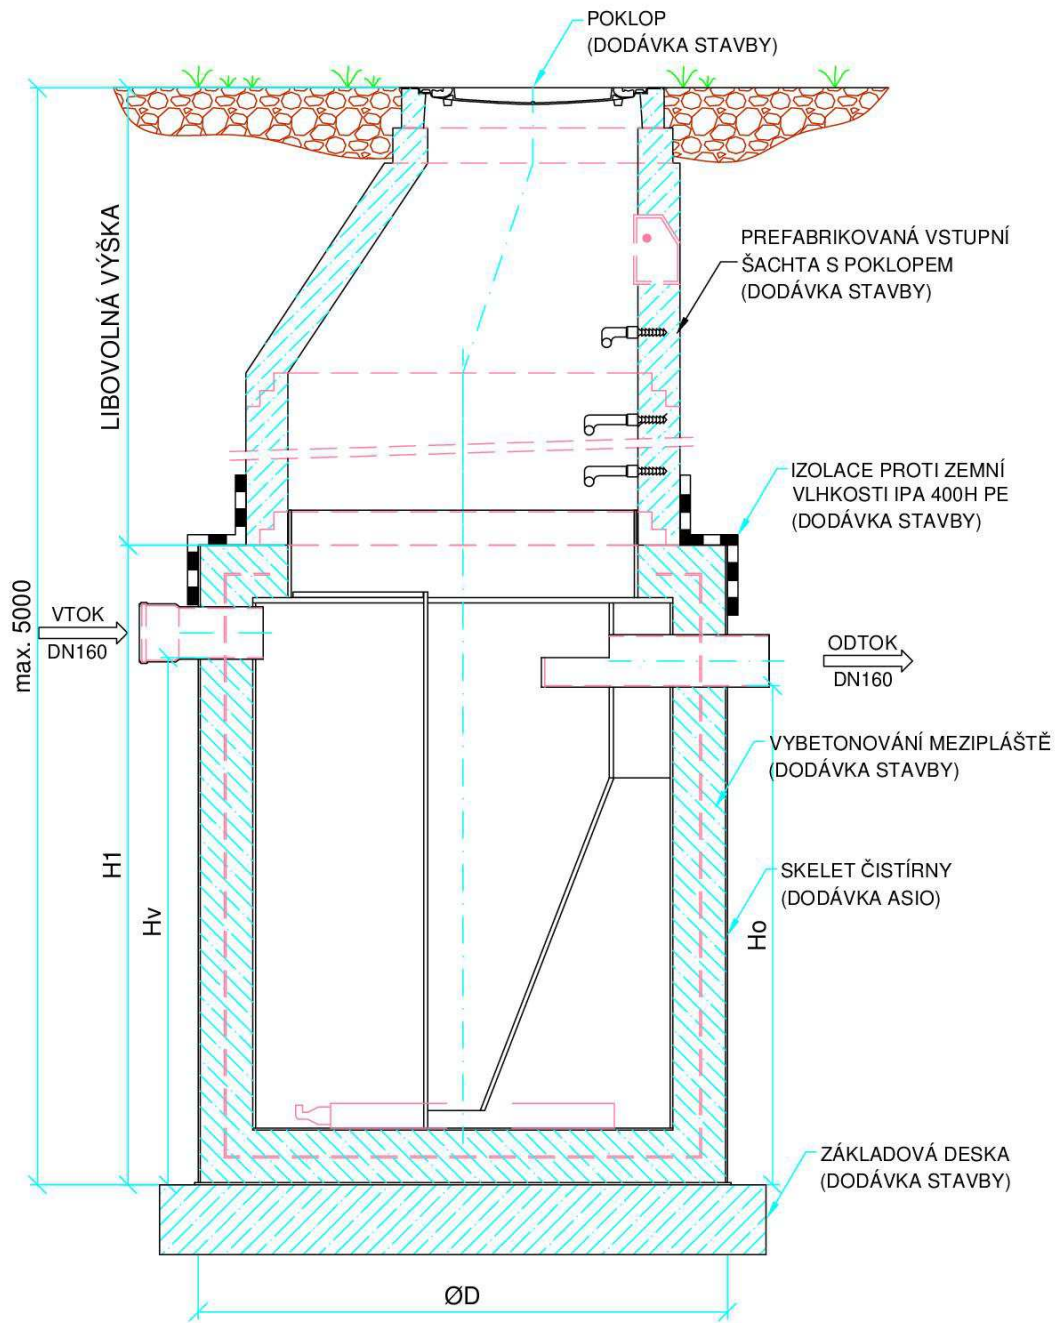 POKLOP
(DODÁVKA STAVBY)
PREFABRIKOVANÁ VSTUPNÍ
ŠACHTA S POKLOPEM
(DODÁVKA STAVBY)
LIBOVOLNÁ VÝŠKA
IZOLACE PROTI ZEMNÍ
VLHKOSTI IPA 400H PE
(DODÁVKA STAVBY)
max. 5000
VTOK
DN160
ODTOK
DN160
VYBETONOVÁNÍ MEZIPLÁŠTĚ
(DODÁVKA STAVBY)
H1
Hv
Ho
SKELET ČISTÍRNY
(DODÁVKA ASIO)
ZÁKLADOVÁ DESKA
(DODÁVKA STAVBY)
ØD